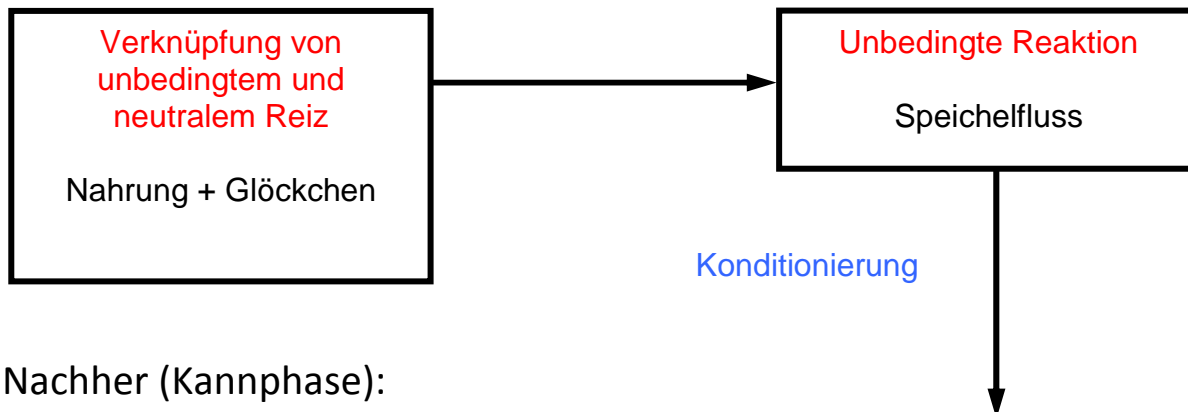 Verknüpfung von
unbedingtem und
neutralem Reiz
Nahrung + Glöckchen
Unbedingte Reaktion
Speichelfluss
Konditionierung
Nachher (Kannphase):